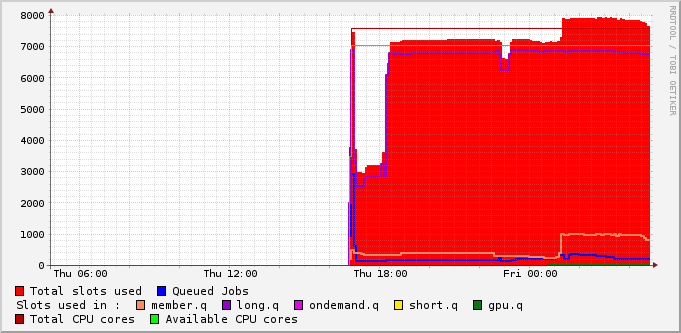 8000
7000
6000
5000
4000
3000
2000
1000
0
Thu 06:00 Thu 12:00 Thu 18:00 Fri 00:00
Total slots used Queued Jobs
Slots used in : member.q long.q ondemand.q short.q gpu.q
Total CPU cores Available CPU cores
RRDTOOL / TOBI OETIKER